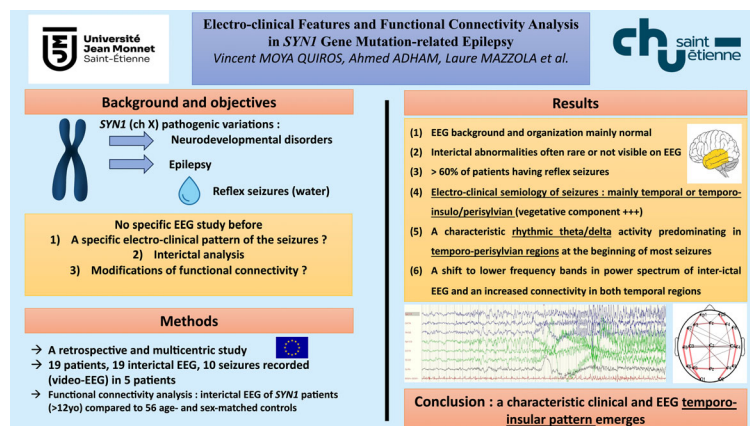 Université
Jean Monnet
Saint-Étienne
Electro-clinical Features and Functional Connectivity Analysis
in SYN1 Gene Mutation-related Epilepsy
Vincent MOYA QUIROS, Ahmed ADHAM, Laure MAZZOLA et al.
chu saint
étienne
Background and objectives
SYN1 (ch X) pathogenic variations :
Neurodevelopmental disorders
Epilepsy
Reflex seizures (water)
No specific EEG study before
1) A specific electro-clinical pattern of the seizures ?
2) Interictal analysis
3) Modifications of functional connectivity ?
Methods
→ A retrospective and multicentric study
→ 19 patients, 19 interictal EEG, 10 seizures recorded
(video-EEG) in 5 patients
→ Functional connectivity analysis : interictal EEG of SYN1 patients
(>12yo) compared to 56 age- and sex-matched controls
Results
(1) EEG background and organization mainly normal
(2) Interictal abnormalities often rare or not visible on EEG
(3) > 60% of patients having reflex seizures
(4) Electro-clinical semiology of seizures : mainly temporal or temporo-
insulo/perisylvian (vegetative component +++)
(5) A characteristic rhythmic theta/delta activity predominating in
temporo-perisylvian regions at the beginning of most seizures
(6) A shift to lower frequency bands in power spectrum of inter-ictal
EEG and an increased connectivity in both temporal regions
Conclusion : a characteristic clinical and EEG temporo-
insular pattern emerges